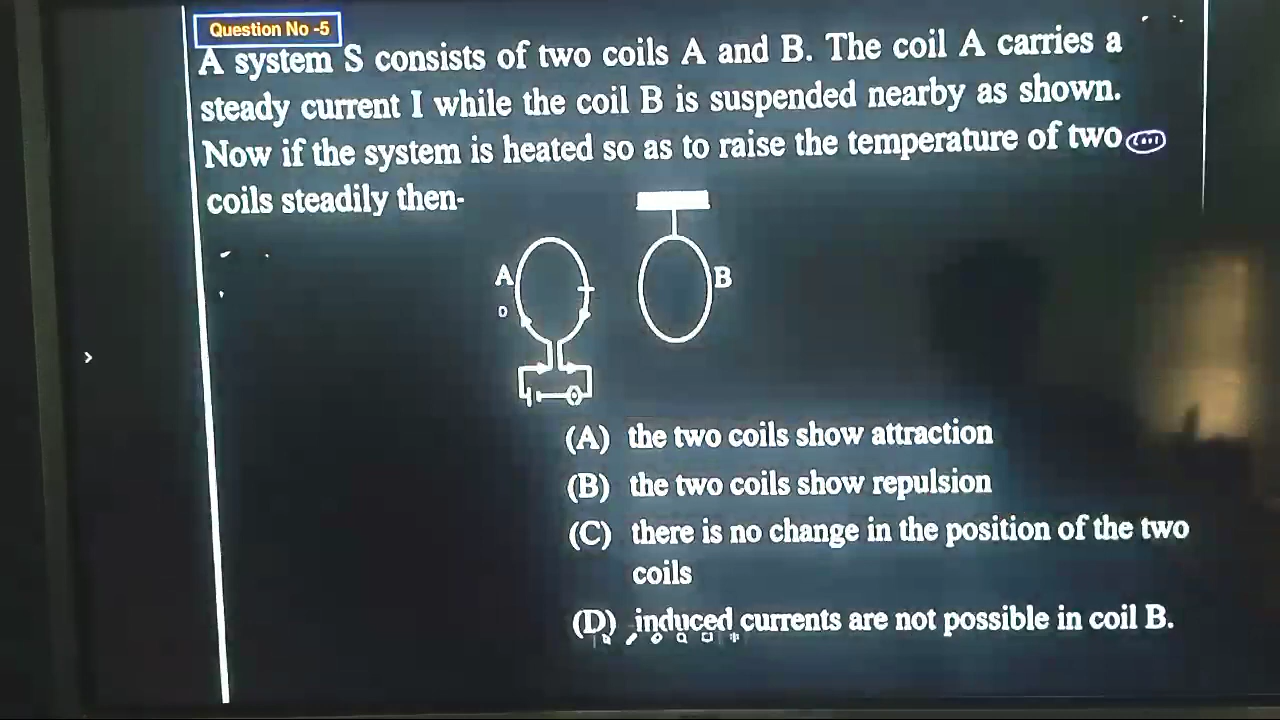 Question No -5
A system S consists of two coils A and B. The coil A carries a
steady current I while the coil B is suspended nearby as shown.
Now if the system is heated so as to raise the temperature of two
coils steadily then-
A
B
D
(A) the two coils show attraction
(B) the two coils show repulsion
(C) there is no change in the position of the two
coils
(D) induced currents are not possible in coil B.